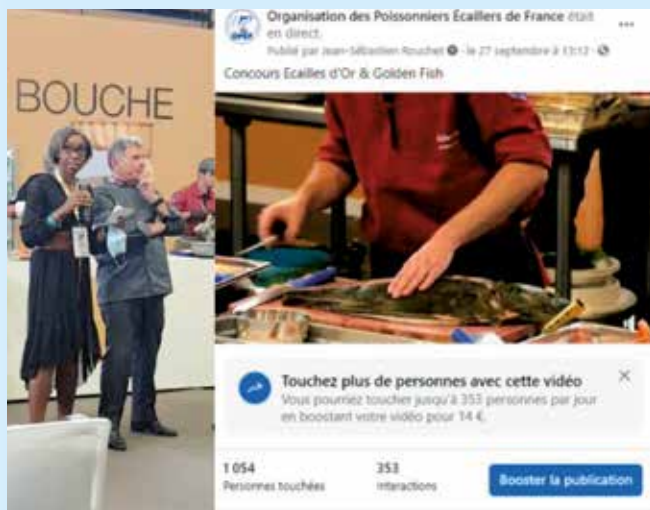 BOUCHE
Organisation des Poissonniers Ecaillers de France était
en direct.
Publié par Jean-Sébastien Rouchet · le 27 septembre à 13:12 ·
Concours Ecailles d'Or & Golden Fish
Touchez plus de personnes avec cette vidéo
Vous pourriez toucher jusqu'à 353 personnes par jour
en boostant votre vidéo pour 14 €.
1 054
Personnes touchées
353
Interactions
Booster la publication